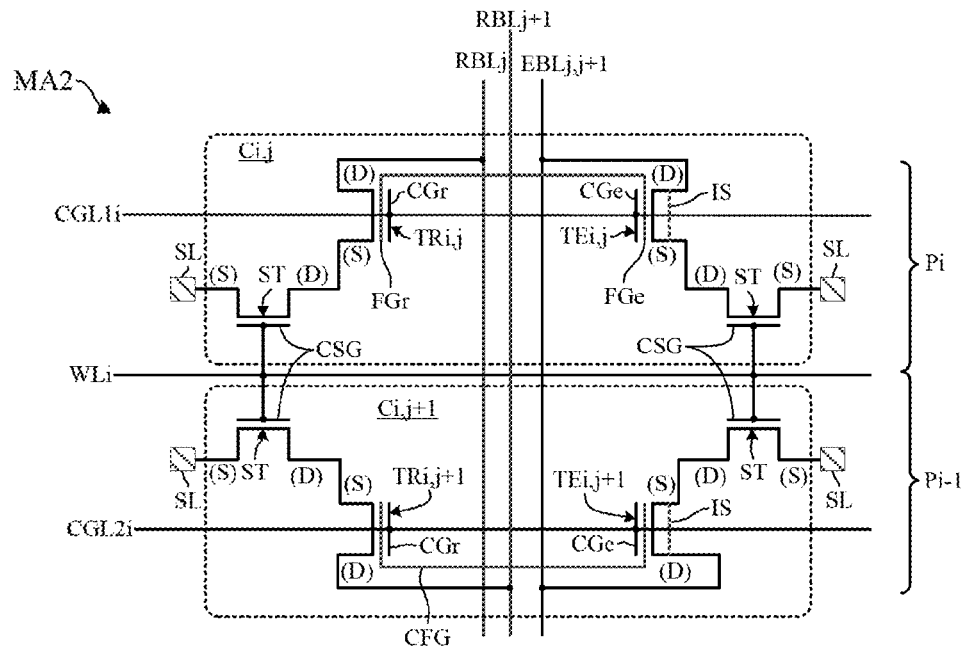 RBLj+1
RBLj
EBLj,j+1
MA2
Ci,j
(D)
(D)
CGr
CGe
IS
CGL1i
TRi,j
TEi,j
(S)
(S)
SL
(S)
ST
(D)
FGr
FGe
(D)
ST
(S)
SL
Pi
CSG
CSG
WLi
Ci,j+1
(S)
ST
(D)
(S)
TRi,j+1
TEi,j+1
(S)
(D)
ST
(S)
SL
SL
Pi-1
IS
CGL2i
CGr
CGe
(D)
(D)
CFG